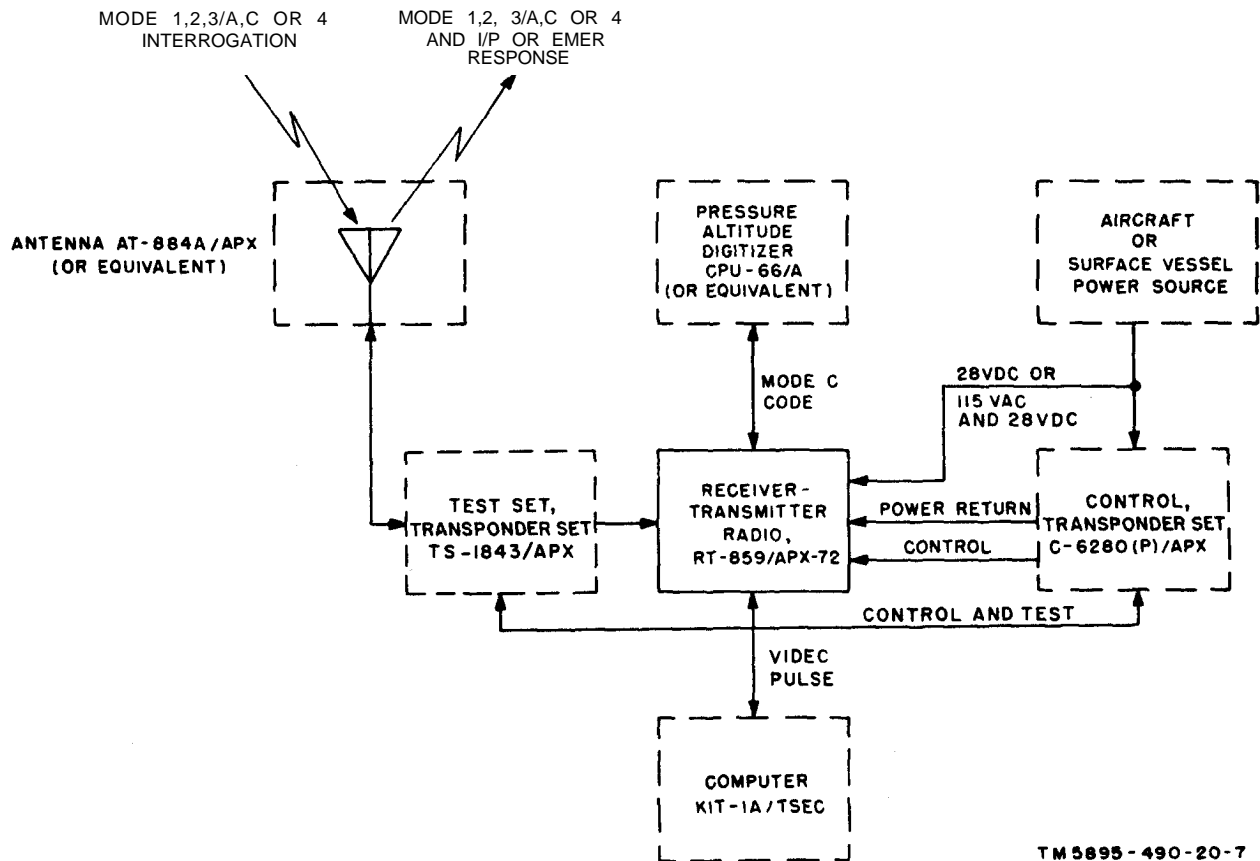 MODE 1,2,3/A,C OR 4
INTERROGATION
MODE 1,2, 3/A,C OR 4
AND I/P OR EMER
RESPONSE
ANTENNA AT-884A/APX
(OR EQUIVALENT)
PRESSURE
ALTITUDE
DIGITIZER
CPU-66/A
(OR EQUIVALENT)
AIRCRAFT
OR
SURFACE VESSEL
POWER SOURCE
MODE C
CODE
28VDC OR
115 VAC
AND 28VDC
TEST SET,
TRANSPONDER SET
TS-1843/APX
RECEIVER-
TRANSMITTER
RADIO,
RT-859/APX-72
POWER RETURN
CONTROL
CONTROL,
TRANSPONDER SET
C-6280(P)/APX
CONTROL AND TEST
VIDEC
PULSE
COMPUTER
KIT-1A/TSEC
TM5895-490-20-7